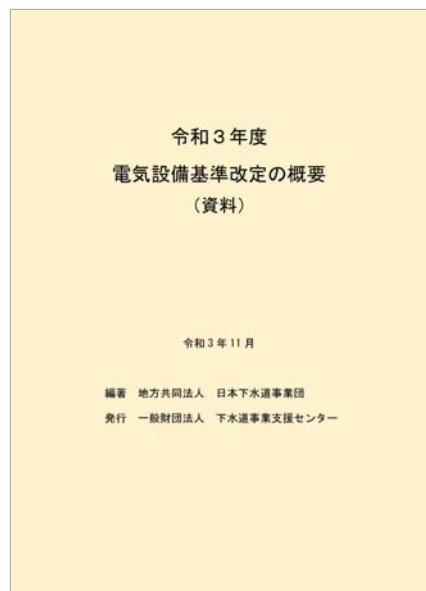 令和３年度
電気設備基準改定の概要
（資料）
令和3年11月
編著　地方共同法人　日本下水道事業団
発行　一般財団法人　下水道事業支援センター